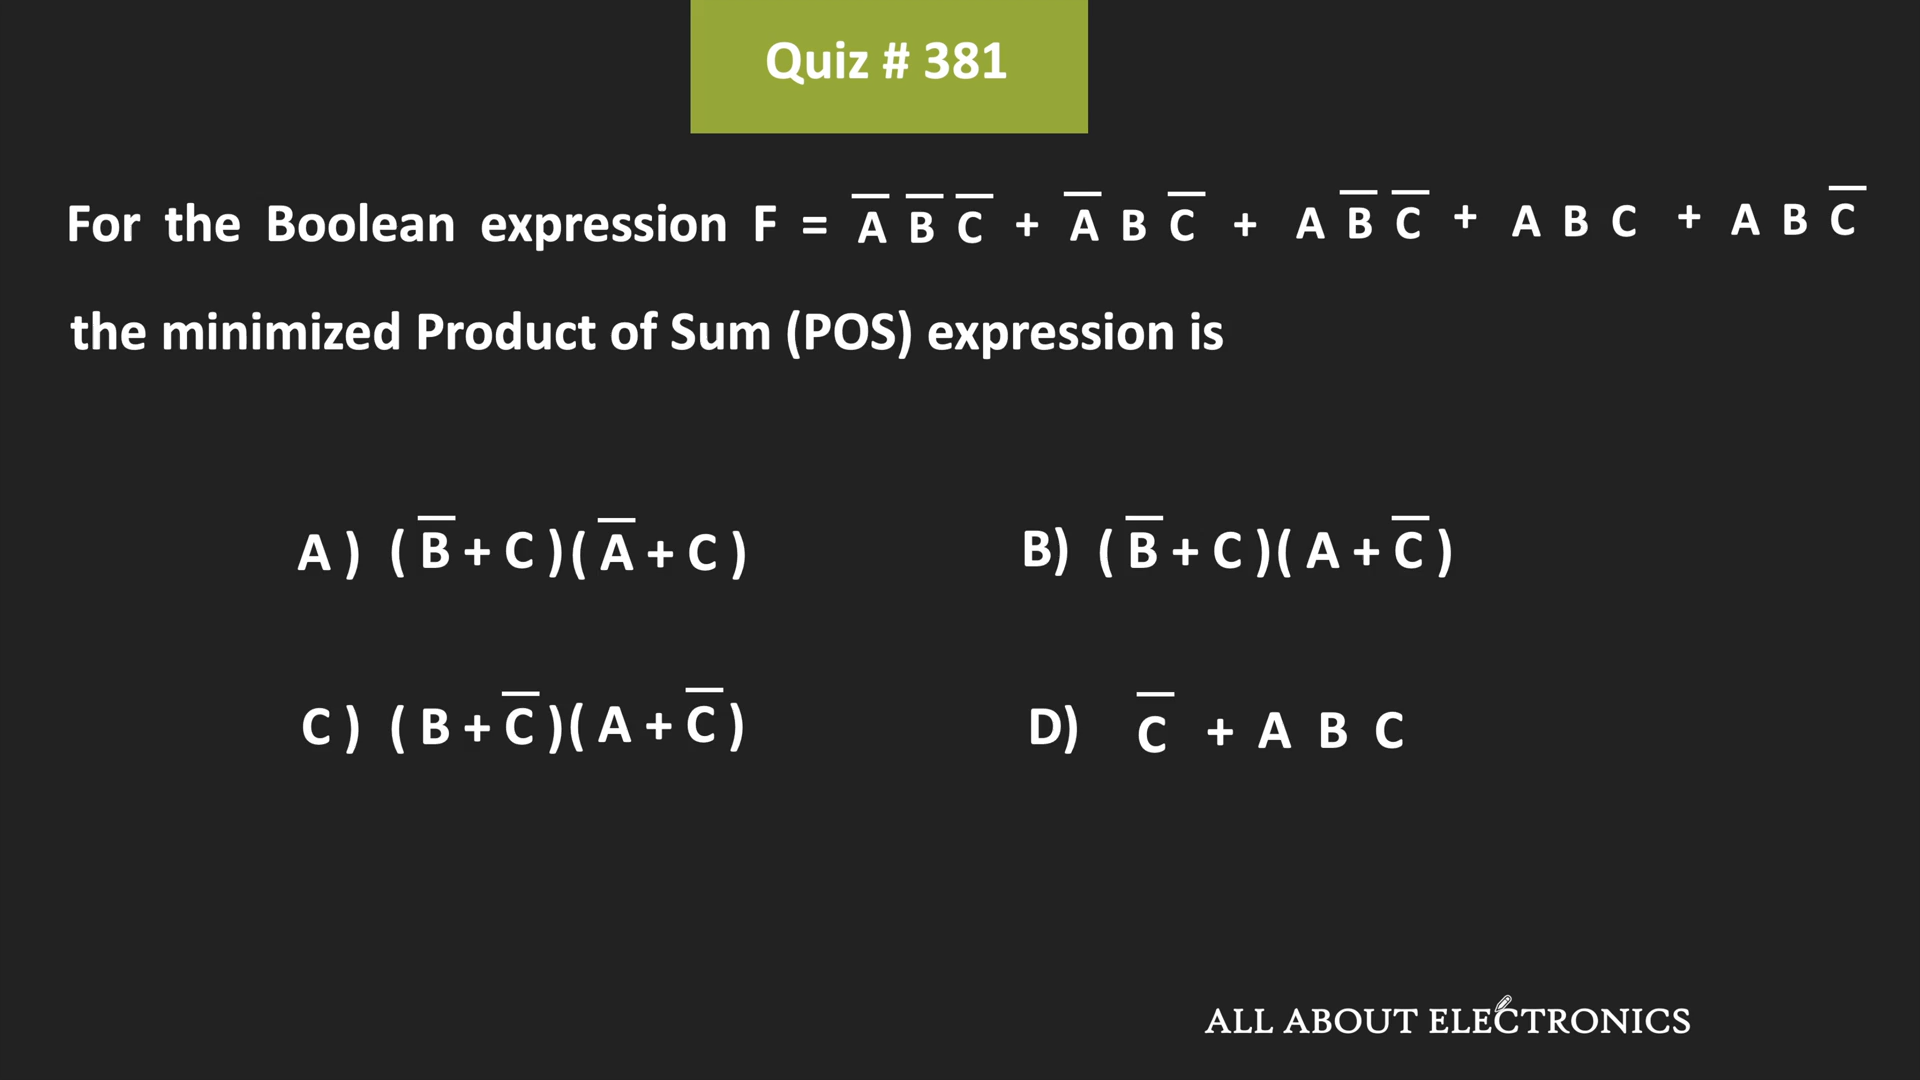 Quiz # 381
For the Boolean expression F = A̅ B̅ C̅ + A̅ B C̅ + A B̅ C̅ + A B C + A B C̅
the minimized Product of Sum (POS) expression is
A ) ( B̅ + C )( A̅ + C ) B) ( B̅ + C )( A + C̅ )
C ) ( B + C̅ )( A + C̅ ) D) C̅ + A B C
ALL ABOUT ELECTRONICS